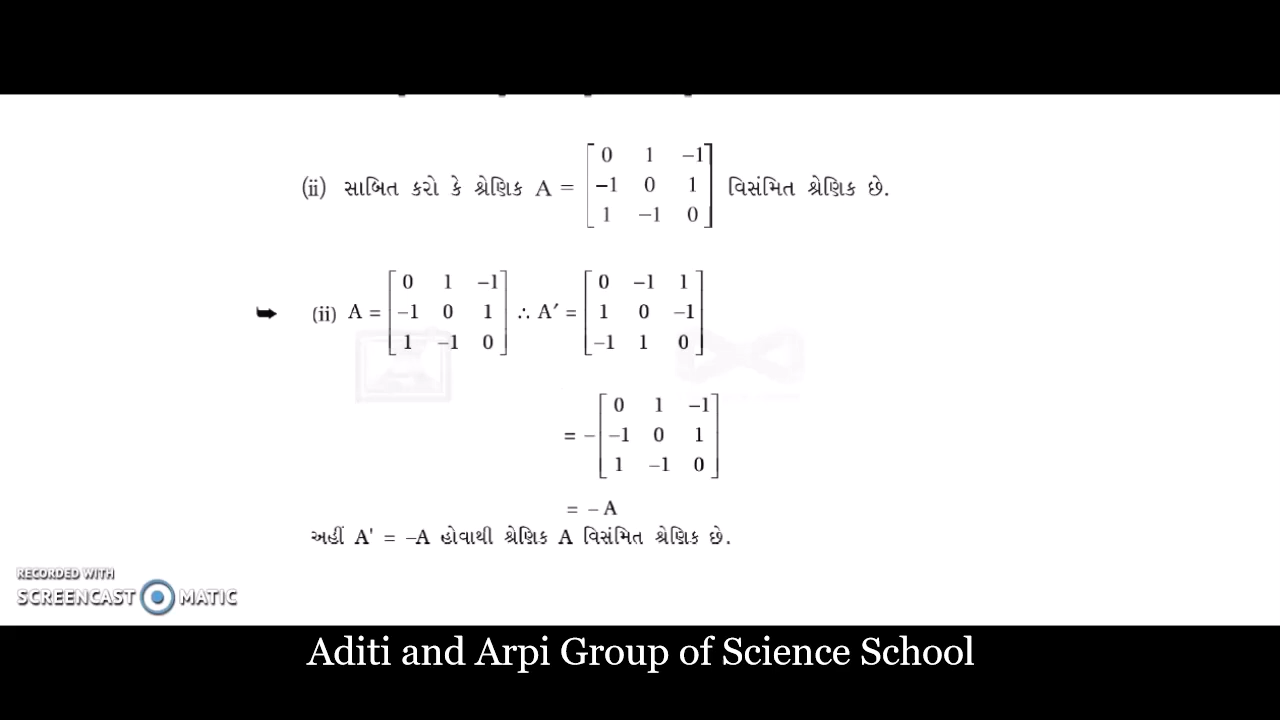 (ii) સાબિત કરો કે શ્રેણિક A = [0 1 –1; –1 0 1; 1 –1 0] વિસંમિત શ્રેણિક છે.
➥ (ii) A = [0 1 –1; –1 0 1; 1 –1 0] ∴ A′ = [0 –1 1; 1 0 –1; –1 1 0]
= –[0 1 –1; –1 0 1; 1 –1 0]
= – A
અહીં A' = –A હોવાથી શ્રેણિક A વિસંમિત શ્રેણિક છે.
RECORDED WITH
SCREENCAST MATIC
Aditi and Arpi Group of Science School